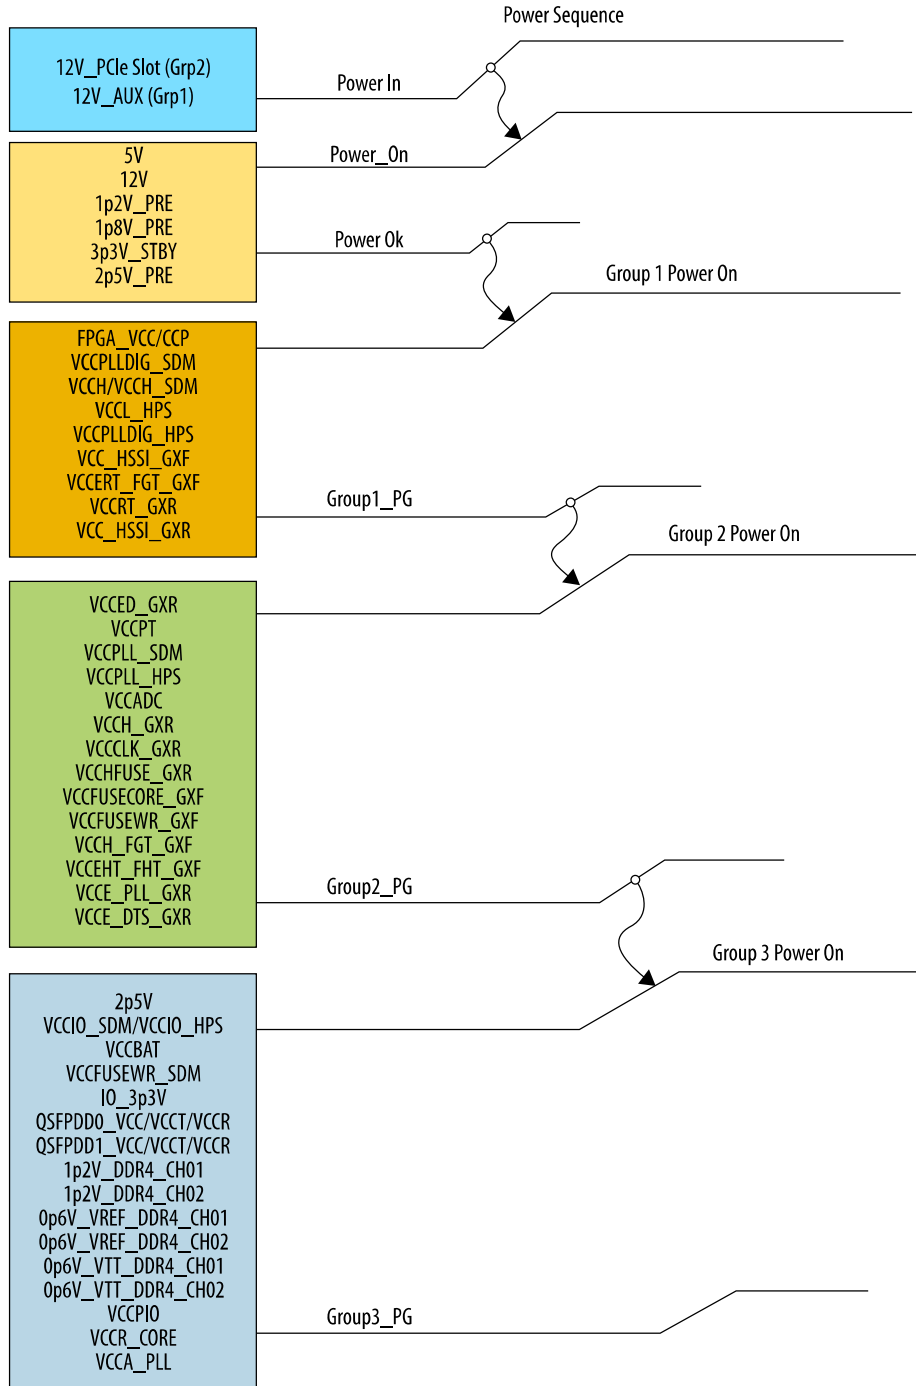 Power Sequence
12V_PCIe Slot (Grp2)
12V_AUX (Grp1)
Power In
5V
12V
1p2V_PRE
1p8V_PRE
3p3V_STBY
2p5V_PRE
Power_On
Power Ok
Group 1 Power On
FPGA_VCC/CCP
VCCPLLDIG_SDM
VCCH/VCCH_SDM
VCCL_HPS
VCCPLLDIG_HPS
VCC_HSSI_GXF
VCCERT_FGT_GXF
VCCRT_GXR
VCC_HSSI_GXR
Group1_PG
Group 2 Power On
VCCED_GXR
VCCPT
VCCPLL_SDM
VCCPLL_HPS
VCCADC
VCCH_GXR
VCCCLK_GXR
VCCHFUSE_GXR
VCCFUSECORE_GXF
VCCFUSEWR_GXF
VCCH_FGT_GXF
VCCEHT_FHT_GXF
VCCE_PLL_GXR
VCCE_DTS_GXR
Group2_PG
Group 3 Power On
2p5V
VCCIO_SDM/VCCIO_HPS
VCCBAT
VCCFUSEWR_SDM
IO_3p3V
QSFPDD0_VCC/VCCT/VCCR
QSFPDD1_VCC/VCCT/VCCR
1p2V_DDR4_CH01
1p2V_DDR4_CH02
0p6V_VREF_DDR4_CH01
0p6V_VREF_DDR4_CH02
0p6V_VTT_DDR4_CH01
0p6V_VTT_DDR4_CH02
VCCPIO
VCCR_CORE
VCCA_PLL
Group3_PG